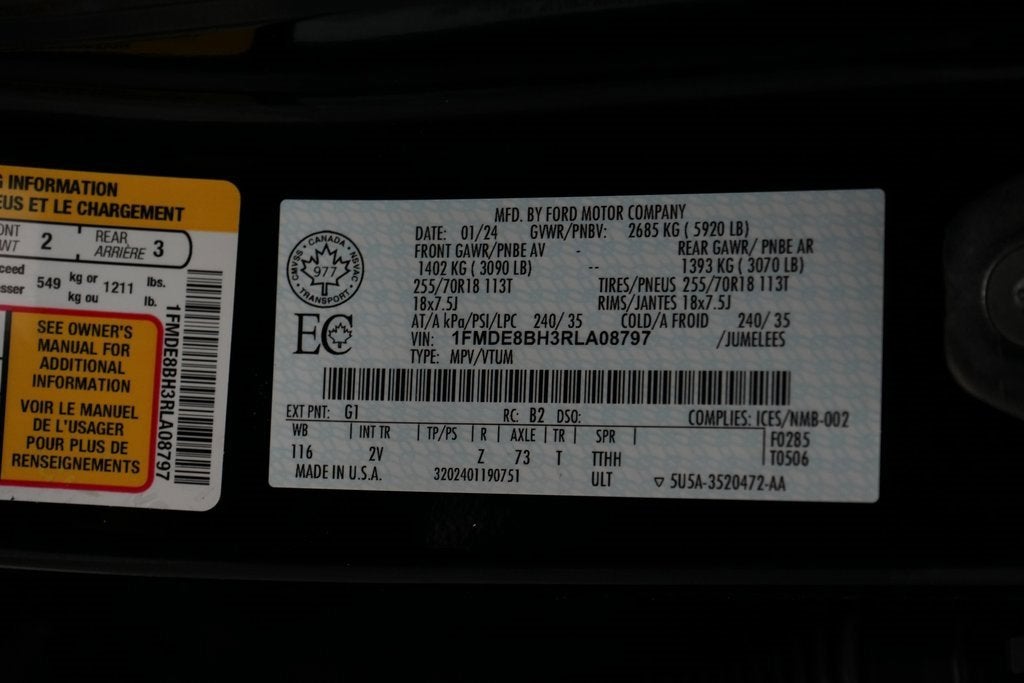 G INFORMATION
EUS ET LE CHARGEMENT
2
REAR
ARRIÈRE 3
549 kg or
kg ou 1211 lbs.
lb.
SEE OWNER'S
MANUAL FOR
ADDITIONAL
INFORMATION
VOIR LE MANUEL
DE L'USAGER
POUR PLUS DE
RENSEIGNEMENTS
1FMDE8BH3RLA08797
MFD. BY FORD MOTOR COMPANY
DATE: 01/24 GVWR/PNBV: 2685 KG ( 5920 LB)
FRONT GAWR/PNBE AV - REAR GAWR/ PNBE AR
1402 KG ( 3090 LB) -- 1393 KG ( 3070 LB)
255/70R18 113T TIRES/PNEUS 255/70R18 113T
18x7.5J RIMS/JANTES 18x7.5J
AT/A kPa/PSI/LPC 240/ 35 COLD/A FROID 240/ 35
VIN: 1FMDE8BH3RLA08797 /JUMELEES
TYPE: MPV/VTUM
CANADA
CMVSS NSVAC
977
TRANSPORT
EC
EXT PNT: G1 RC: B2 DSO: COMPLIES: ICES/NMB-002
WB | INT TR | TP/PS | R | AXLE | TR | SPR | F0285
116 2V Z 73 T TTHH T0506
MADE IN U.S.A. 3202401190751 ULT ▽ 5U5A-3520472-AA